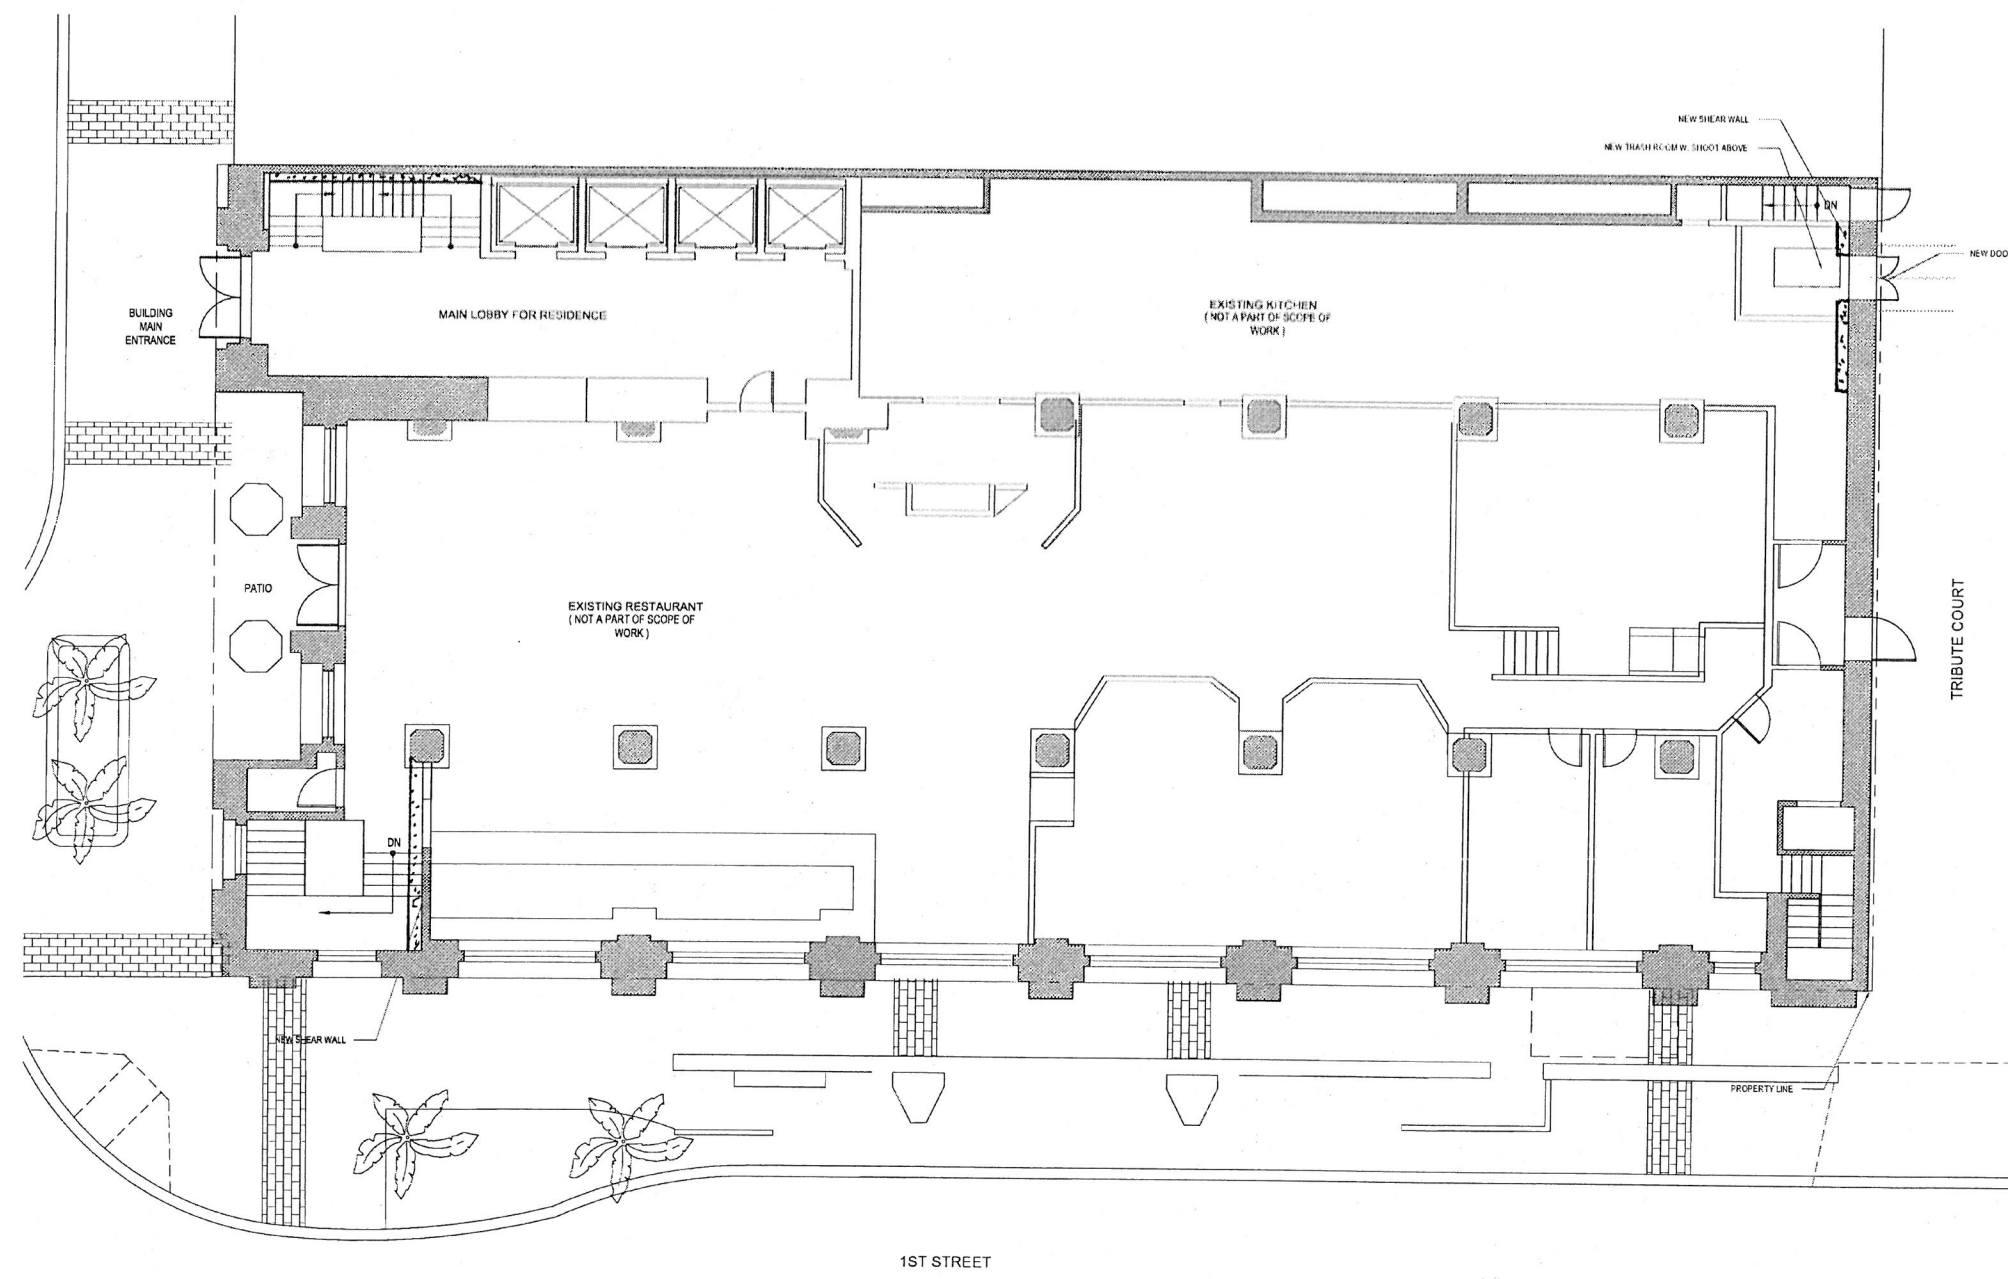 NEW SHEAR WALL
NEW TRASH ROOM W. SHOOT ABOVE
DN
NEW DOO
BUILDING
MAIN
ENTRANCE
MAIN LOBBY FOR RESIDENCE
EXISTING KITCHEN
( NOT A PART OF SCOPE OF
WORK )
PATIO
EXISTING RESTAURANT
( NOT A PART OF SCOPE OF
WORK )
TRIBUTE COURT
DN
NEW SHEAR WALL
PROPERTY LINE
1ST STREET